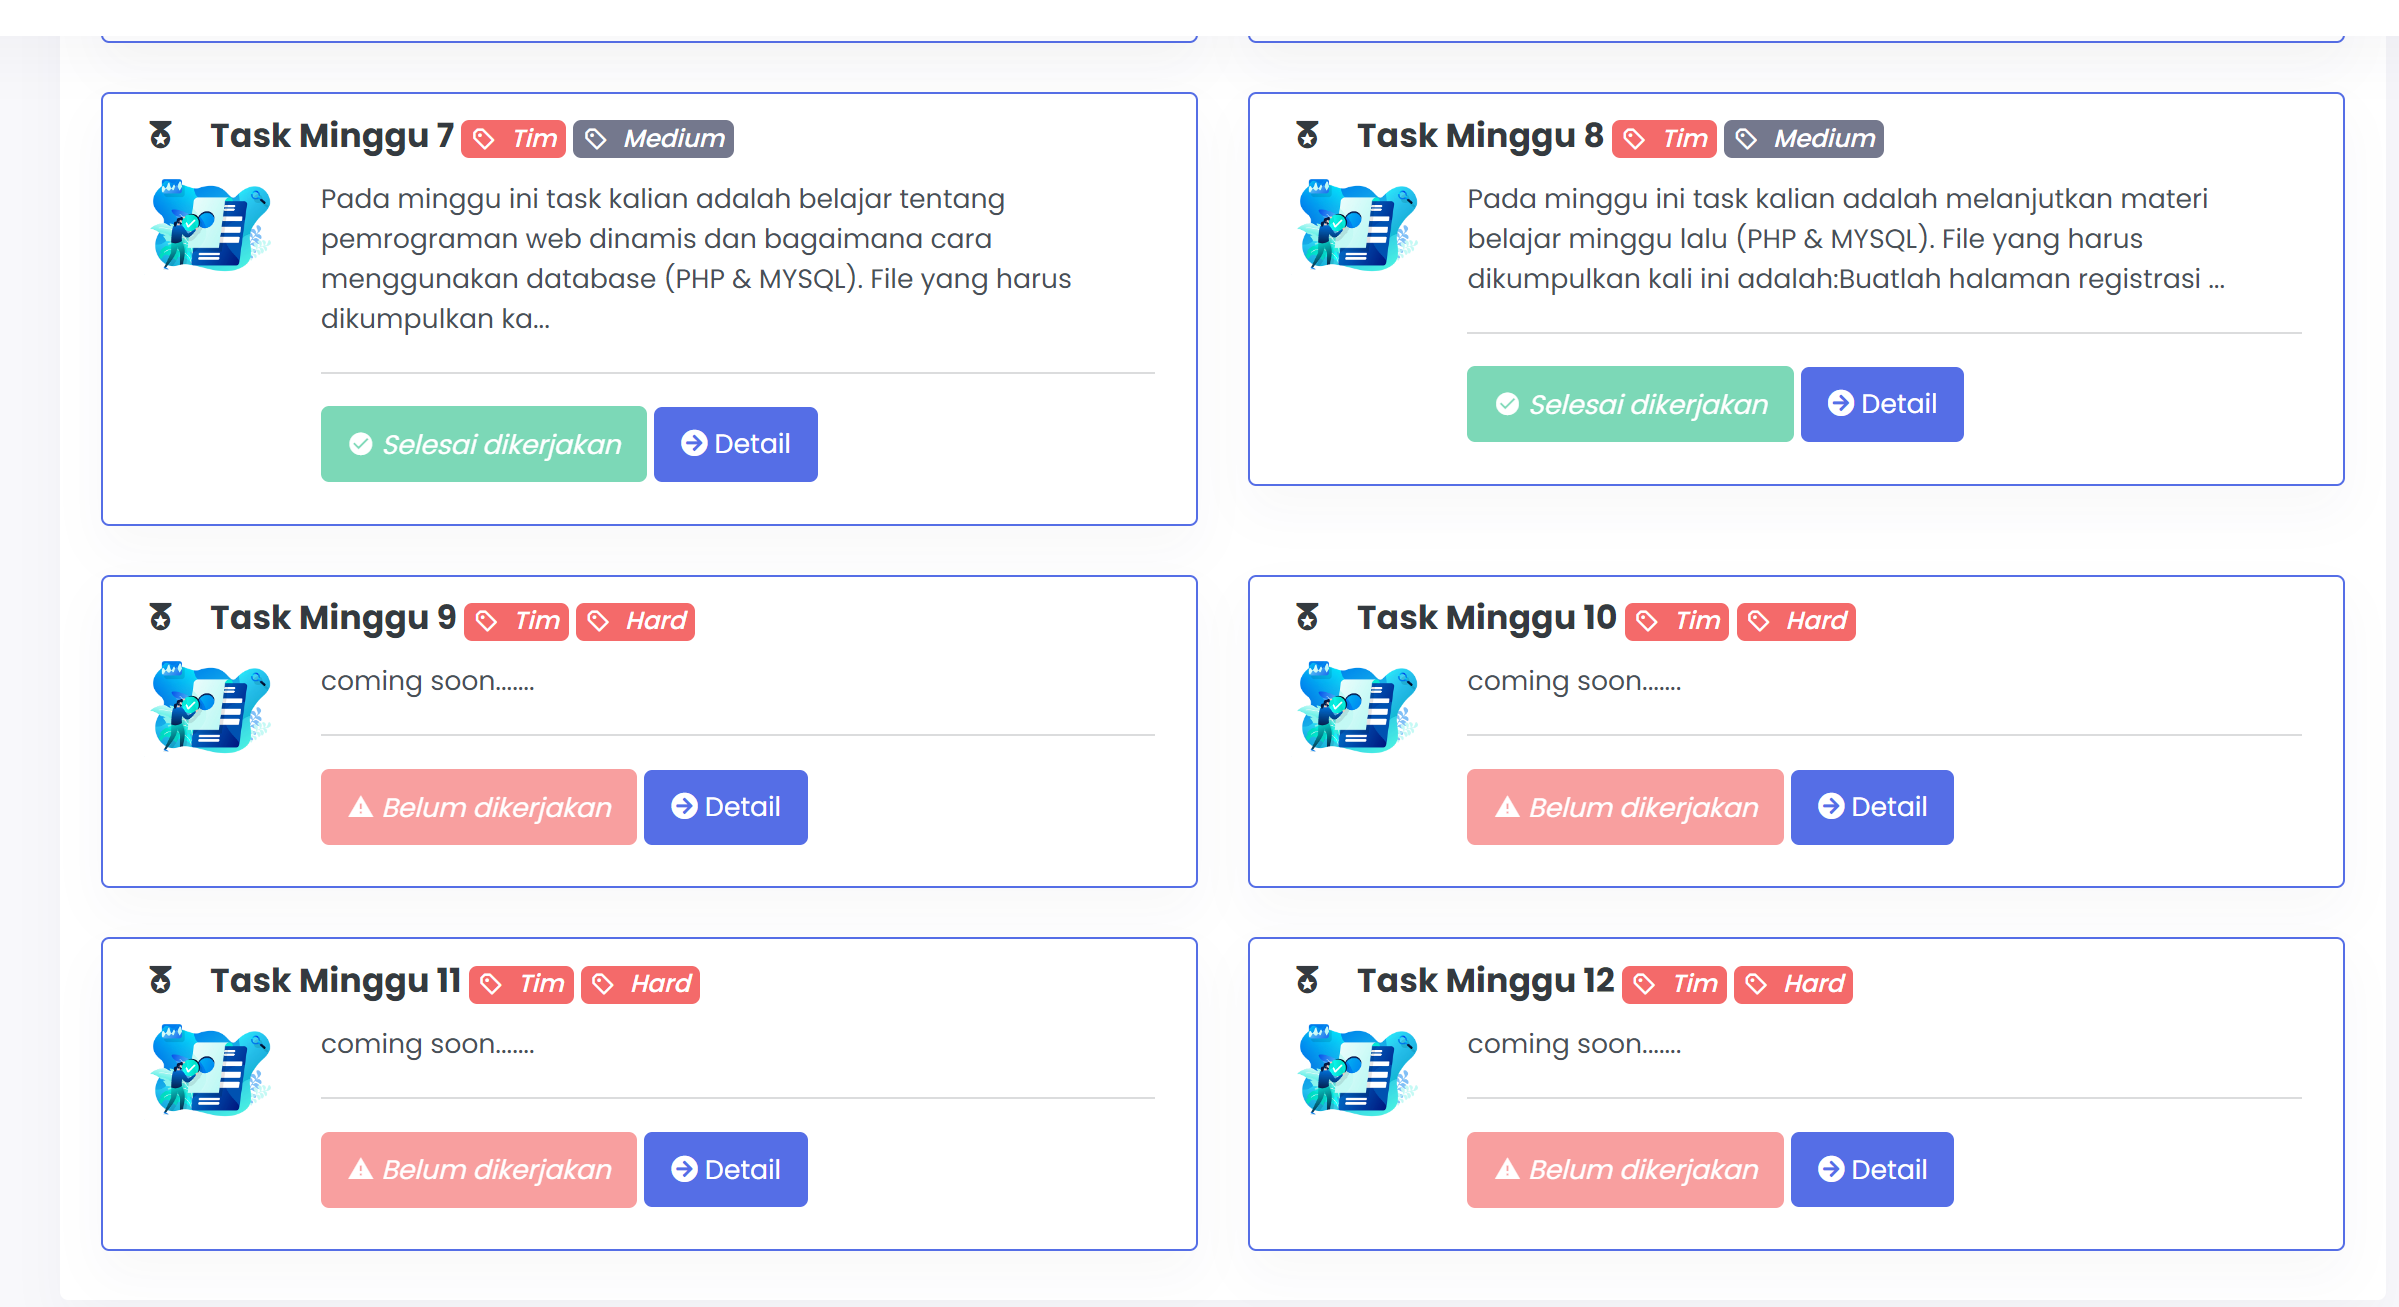 Task Minggu 7 Tim Medium
Pada minggu ini task kalian adalah belajar tentang
pemrograman web dinamis dan bagaimana cara
menggunakan database (PHP & MYSQL). File yang harus
dikumpulkan ka...
Selesai dikerjakan Detail
Task Minggu 8 Tim Medium
Pada minggu ini task kalian adalah melanjutkan materi
belajar minggu lalu (PHP & MYSQL). File yang harus
dikumpulkan kali ini adalah:Buatlah halaman registrasi ...
Selesai dikerjakan Detail
Task Minggu 9 Tim Hard
coming soon.......
Belum dikerjakan Detail
Task Minggu 10 Tim Hard
coming soon.......
Belum dikerjakan Detail
Task Minggu 11 Tim Hard
coming soon.......
Belum dikerjakan Detail
Task Minggu 12 Tim Hard
coming soon.......
Belum dikerjakan Detail